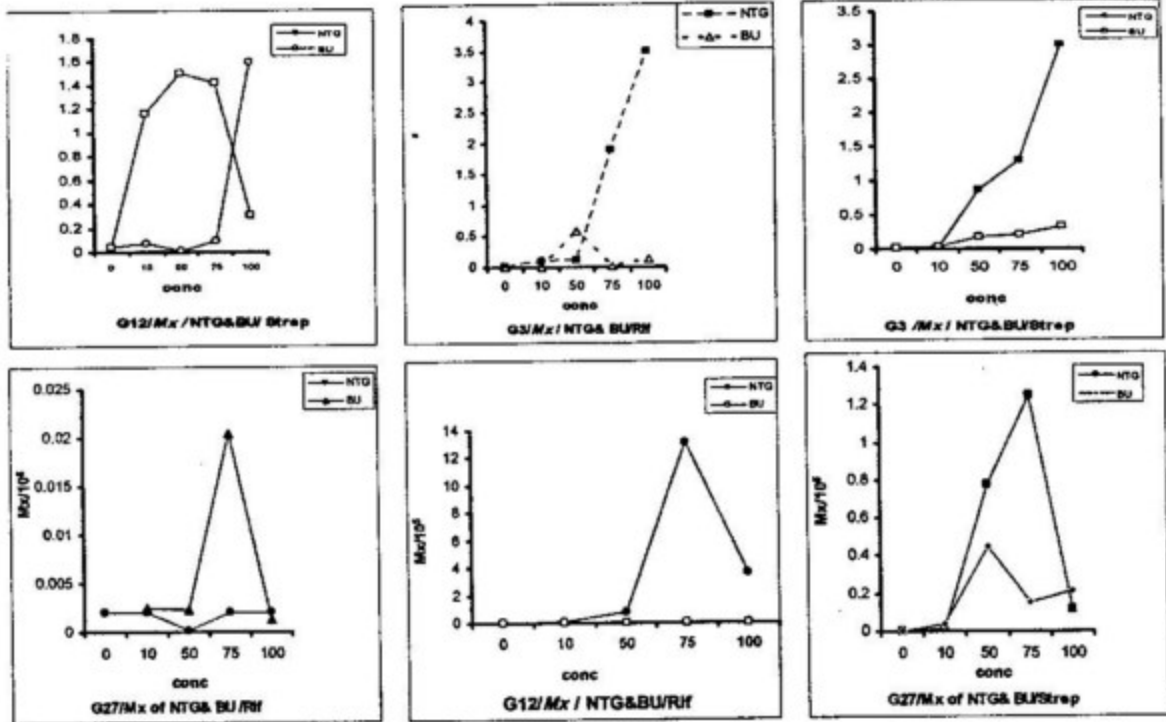 NTG
BU
1.8
1.6
1.4
1.2
1
0.8
0.6
0.4
0.2
0
0 10 50 75 100
conc
G12/Mx /NTG&BU/ Strep
NTG
BU
4
3.5
3
2.5
2
1.5
1
0.5
0
0 10 50 75 100
conc
G3/Mx / NTG& BU/Rif
NTG
BU
3.5
3
2.5
2
1.5
1
0.5
0
0 10 50 75 100
conc
G3 /Mx / NTG& BU/Strep
NTG
BU
0.025
0.02
0.015
0.01
0.005
0
Mx/10⁸
0 10 50 75 100
conc
G27/Mx of NTG& BU/Rif
NTG
BU
14
12
10
8
6
4
2
0
Mx/10⁸
0 10 50 75 100
conc
G12/Mx / NTG&BU/Rif
NTG
BU
1.4
1.2
1
0.8
0.6
0.4
0.2
0
Mx/10⁸
0 10 50 75 100
conc
G27/Mx of NTG& BU/Strep